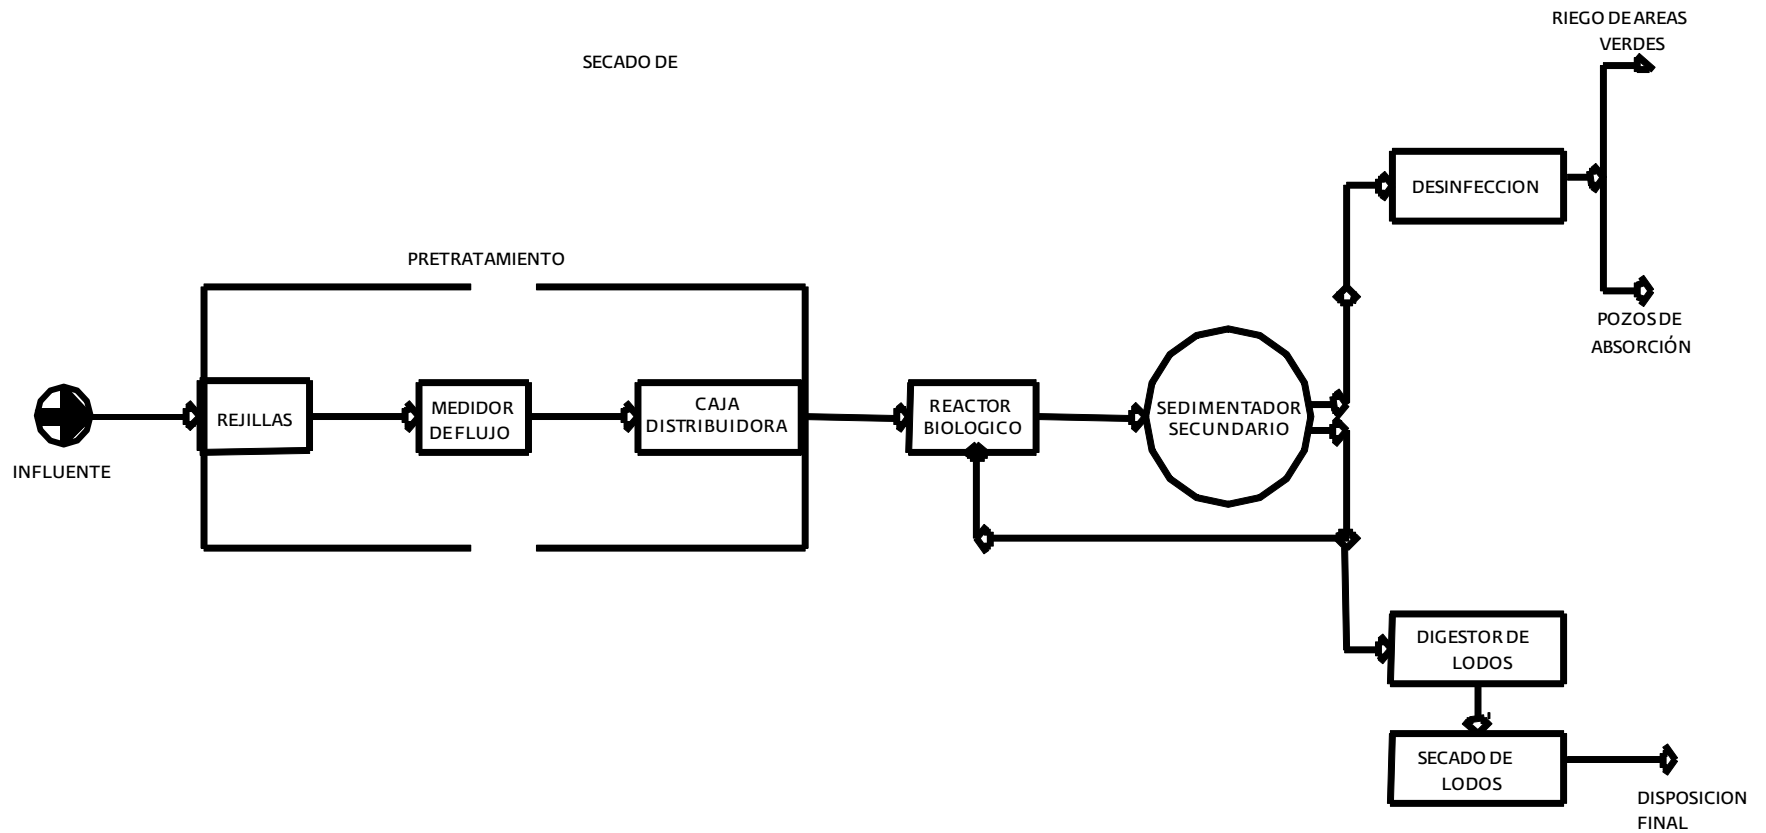 RIEGO DE AREAS
VERDES
SECADO DE
DESINFECCION
PRETRATAMIENTO
POZOS DE
ABSORCIÓN
INFLUENTE
REJILLAS
MEDIDOR
DE FLUJO
CAJA
DISTRIBUIDORA
REACTOR
BIOLOGICO
SEDIMENTADOR
SECUNDARIO
DIGESTOR DE
LODOS
SECADO DE
LODOS
DISPOSICION
FINAL